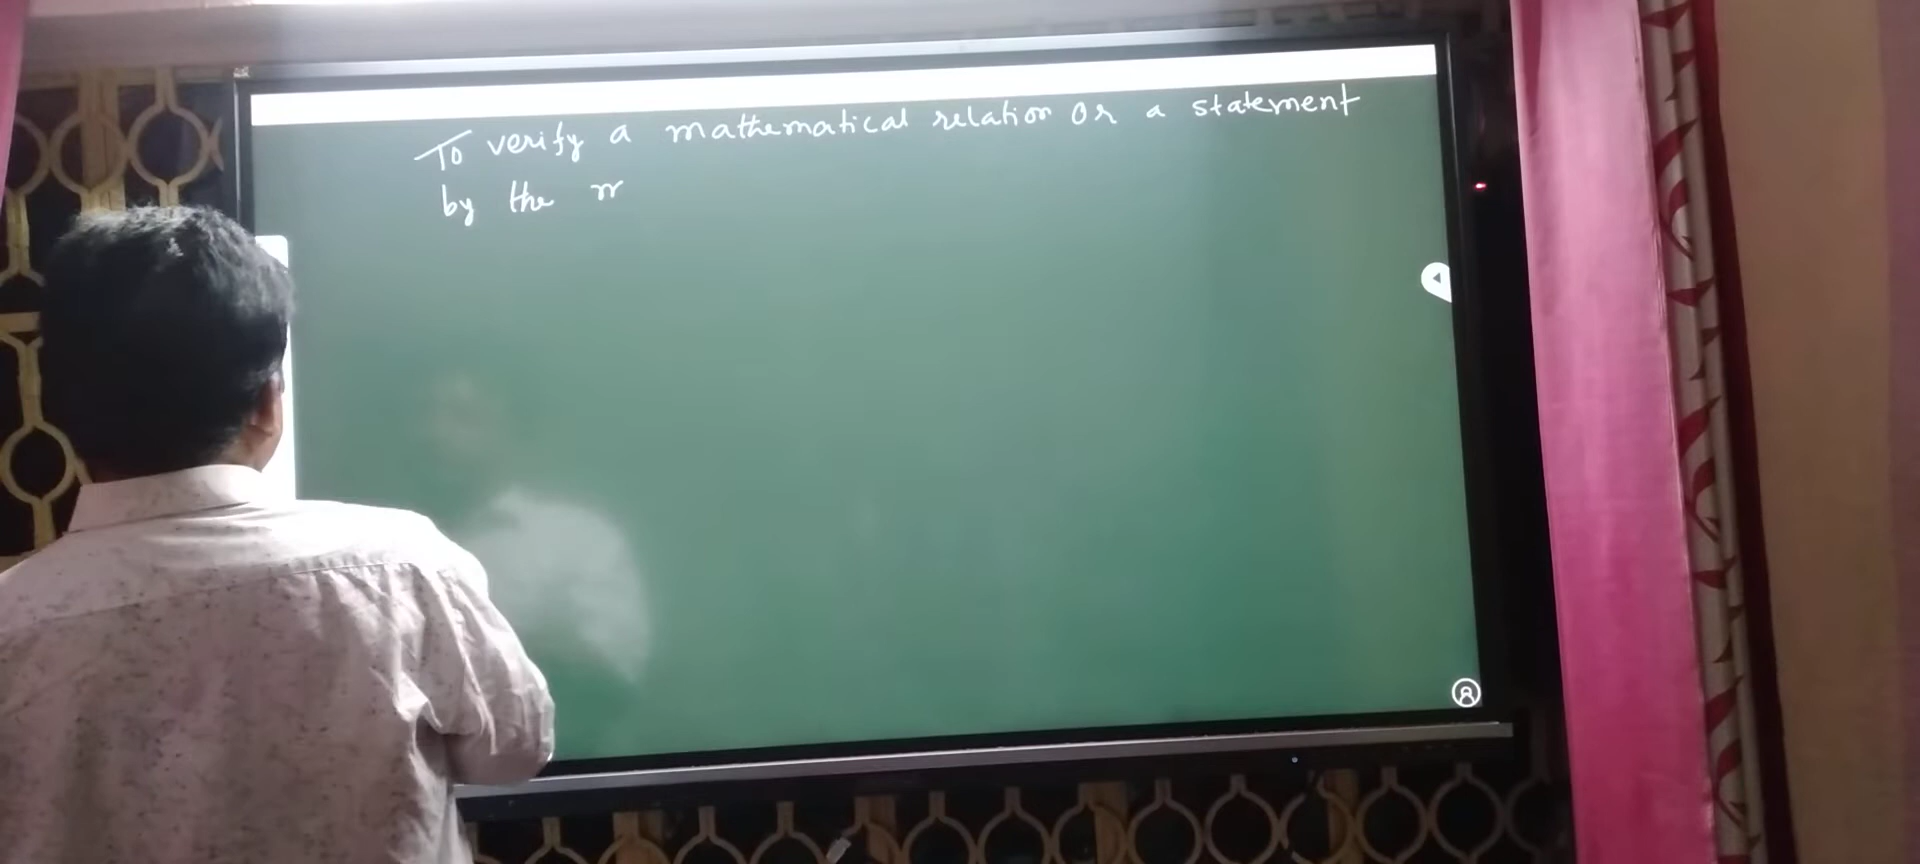 To verify a mathematical relation or a statement
by the m